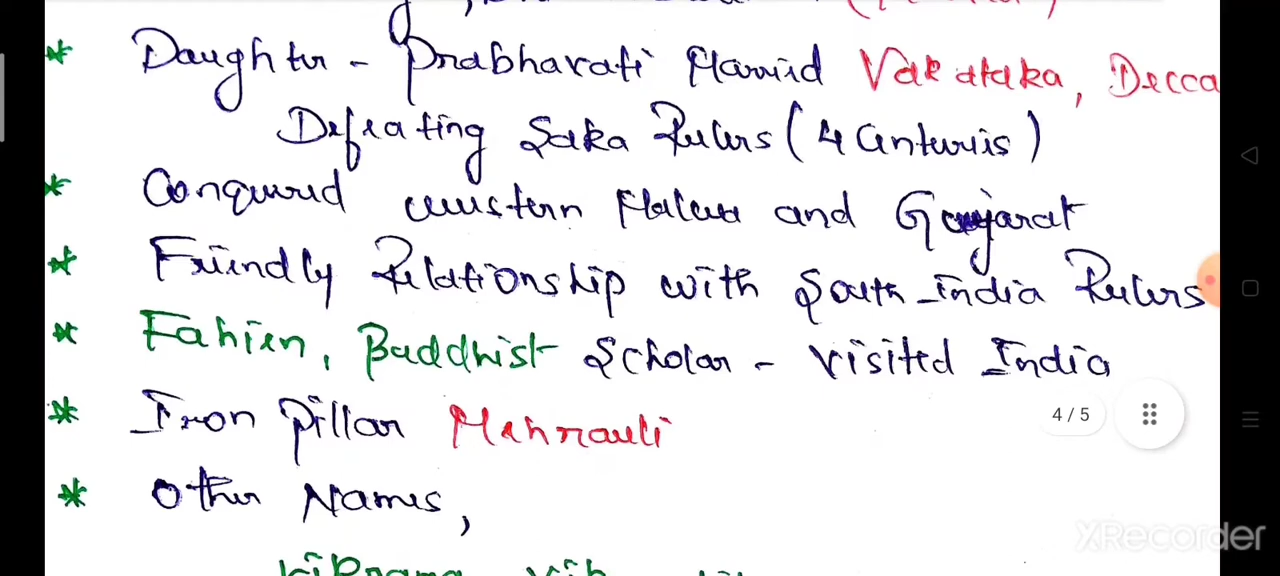 * Daughter - Prabhavati Married Vakataka, Decca
Defeating Saka Rulers (4 Centuries)
* Conquered western Malwa and Gujarat
* Friendly Relationship with South India Rulers
* Fahien, Buddhist Scholar - visited India
* Iron Pillar Mehrauli
4 / 5
* Other Names,
XRecorder